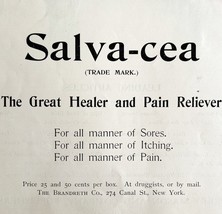 Salva-cea
(TRADE MARK.)
The Great Healer and Pain Reliever
For all manner of Sores.
For all manner of Itching.
For all manner of Pain.
Price 25 and 50 cents per box. At druggists, or by mail.
THE BRANDRETH CO., 274 Canal St., New York.